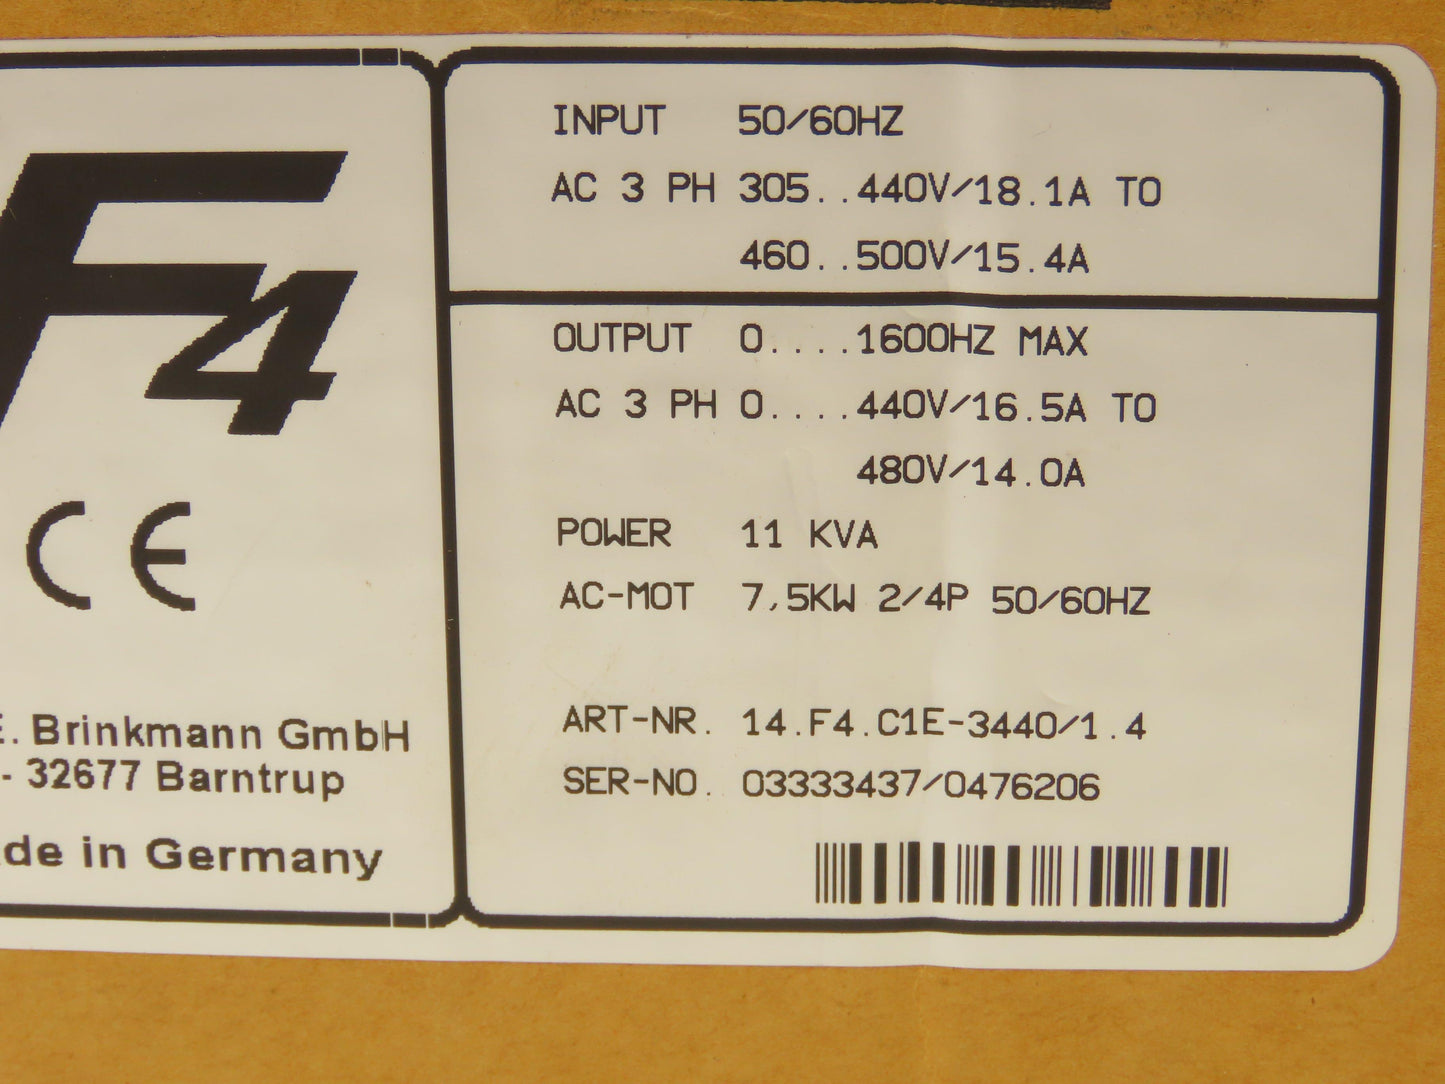 F4
CE
E. Brinkmann GmbH
- 32677 Barntrup
in Germany
INPUT 50/60HZ
AC 3 PH 305..440V/18.1A TO
460..500V/15.4A
OUTPUT 0....1600HZ MAX
AC 3 PH 0....440V/16.5A TO
480V/14.0A
POWER 11 KVA
AC-MOT 7,5KW 2/4P 50/60HZ
ART-NR. 14.F4.C1E-3440/1.4
SER-NO. 03333437/0476206